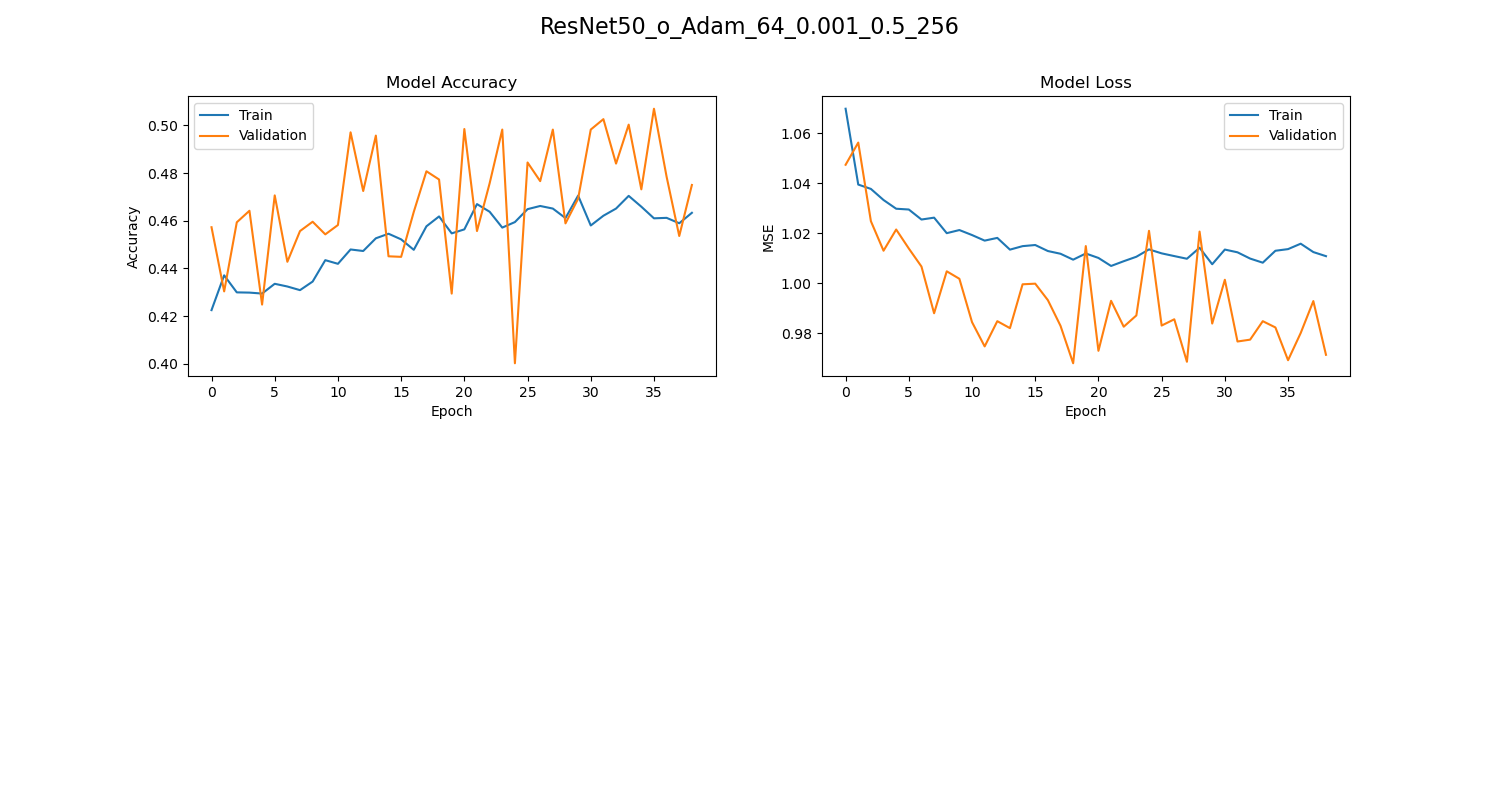 ResNet50_o_Adam_64_0.001_0.5_256
Model Accuracy
Train
Validation
0.50
0.48
0.46
0.44
0.42
0.40
Accuracy
0 5 10 15 20 25 30 35
Epoch
Model Loss
Train
Validation
1.06
1.04
1.02
1.00
0.98
MSE
0 5 10 15 20 25 30 35
Epoch